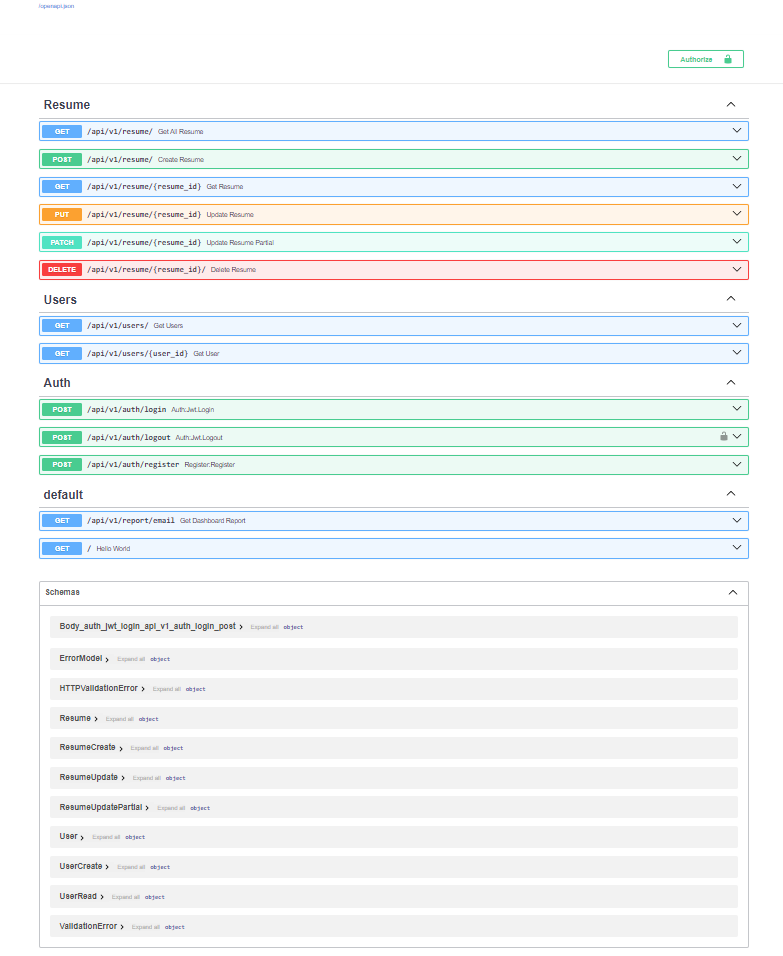 /openapi.json
Authorize
Resume
GET /api/v1/resume/ Get All Resume
POST /api/v1/resume/ Create Resume
GET /api/v1/resume/{resume_id} Get Resume
PUT /api/v1/resume/{resume_id} Update Resume
PATCH /api/v1/resume/{resume_id} Update Resume Partial
DELETE /api/v1/resume/{resume_id}/ Delete Resume
Users
GET /api/v1/users/ Get Users
GET /api/v1/users/{user_id} Get User
Auth
POST /api/v1/auth/login Auth:Jwt.Login
POST /api/v1/auth/logout Auth:Jwt.Logout
POST /api/v1/auth/register Register:Register
default
GET /api/v1/report/email Get Dashboard Report
GET / Hello World
Schemas
Body_auth_jwt_login_api_v1_auth_login_post Expand all object
ErrorModel Expand all object
HTTPValidationError Expand all object
Resume Expand all object
ResumeCreate Expand all object
ResumeUpdate Expand all object
ResumeUpdatePartial Expand all object
User Expand all object
UserCreate Expand all object
UserRead Expand all object
ValidationError Expand all object